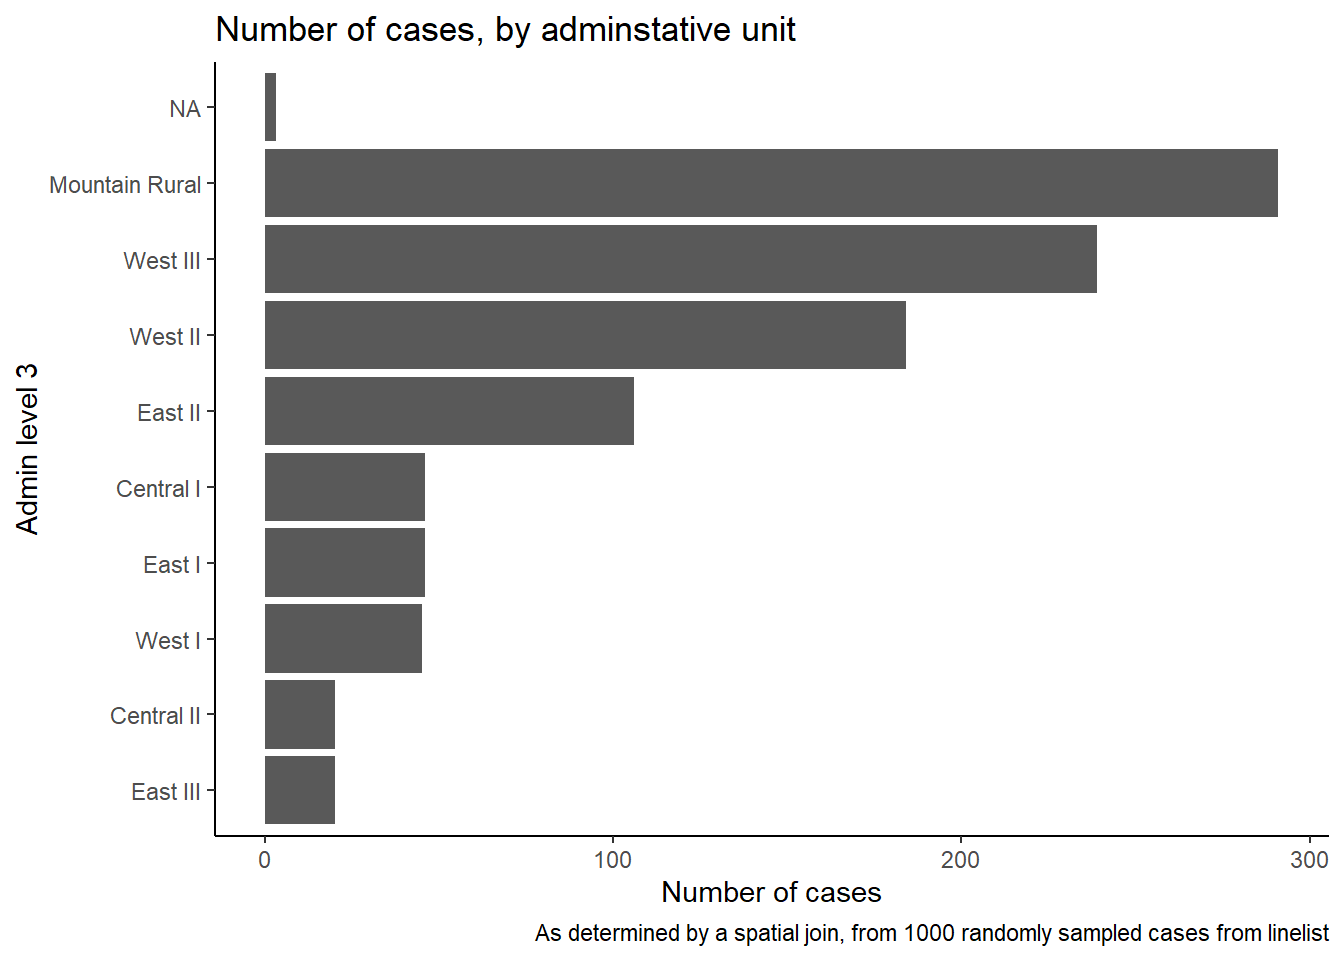 Number of cases, by adminstative unit
NA
Mountain Rural
West III
West II
East II
Central I
East I
West I
Central II
East III
Admin level 3
0 100 200 300
Number of cases
As determined by a spatial join, from 1000 randomly sampled cases from linelist